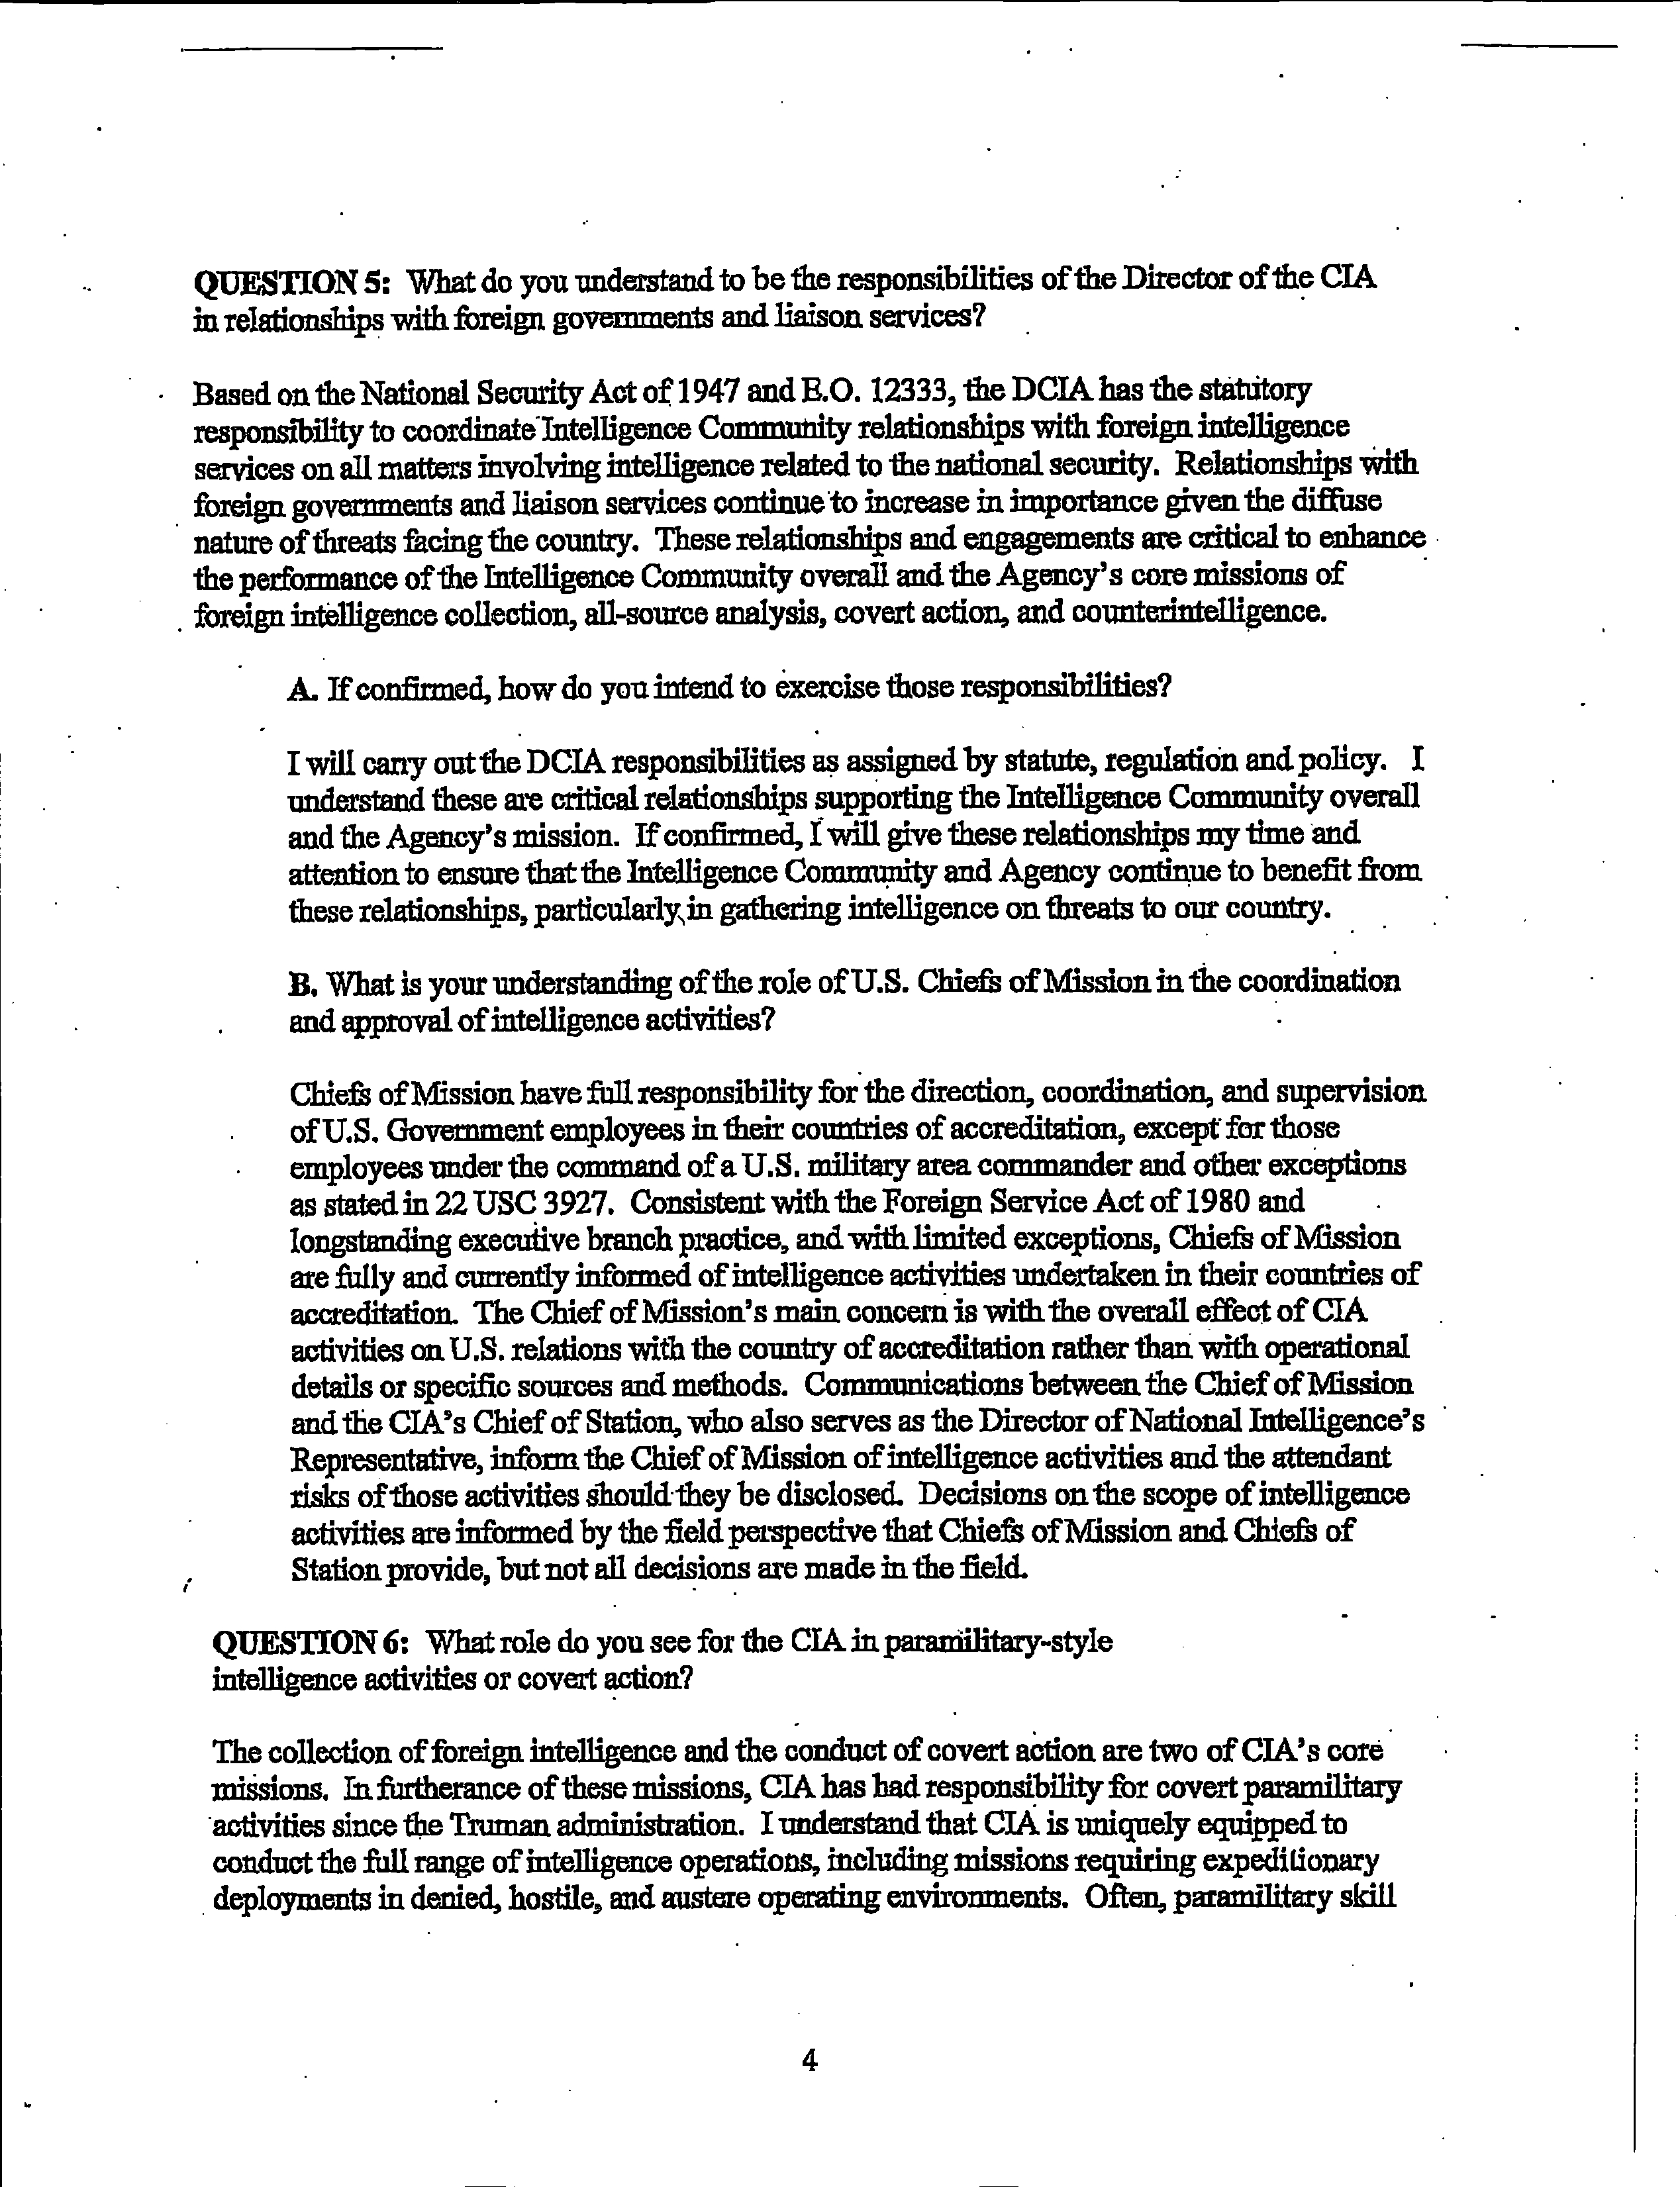 QUESTION 5: What do you understand to be the responsibilities of the Director of the CIA
in relationships with foreign governments and liaison services?
Based on the National Security Act of 1947 and E.O. 12333, the DCIA has the statutory
responsibility to coordinate Intelligence Community relationships with foreign intelligence
services on all matters involving intelligence related to the national security. Relationships with
foreign governments and liaison services continue to increase in importance given the diffuse
nature of threats facing the country. These relationships and engagements are critical to enhance
the performance of the Intelligence Community overall and the Agency's core missions of
foreign intelligence collection, all-source analysis, covert action, and counterintelligence.
A. If confirmed, how do you intend to exercise those responsibilities?
I will carry out the DCIA responsibilities as assigned by statute, regulation and policy. I
understand these are critical relationships supporting the Intelligence Community overall
and the Agency's mission. If confirmed, I will give these relationships my time and
attention to ensure that the Intelligence Community and Agency continue to benefit from
these relationships, particularly in gathering intelligence on threats to our country.
B. What is your understanding of the role of U.S. Chiefs of Mission in the coordination
and approval of intelligence activities?
Chiefs of Mission have full responsibility for the direction, coordination, and supervision
of U.S. Government employees in their countries of accreditation, except for those
employees under the command of a U.S. military area commander and other exceptions
as stated in 22 USC 3927. Consistent with the Foreign Service Act of 1980 and
longstanding executive branch practice, and with limited exceptions, Chiefs of Mission
are fully and currently informed of intelligence activities undertaken in their countries of
accreditation. The Chief of Mission's main concern is with the overall effect of CIA
activities on U.S. relations with the country of accreditation rather than with operational
details or specific sources and methods. Communications between the Chief of Mission
and the CIA's Chief of Station, who also serves as the Director of National Intelligence's
Representative, inform the Chief of Mission of intelligence activities and the attendant
risks of those activities should they be disclosed. Decisions on the scope of intelligence
activities are informed by the field perspective that Chiefs of Mission and Chiefs of
Station provide, but not all decisions are made in the field.
QUESTION 6: What role do you see for the CIA in paramilitary-style
intelligence activities or covert action?
The collection of foreign intelligence and the conduct of covert action are two of CIA's core
missions. In furtherance of these missions, CIA has had responsibility for covert paramilitary
activities since the Truman administration. I understand that CIA is uniquely equipped to
conduct the full range of intelligence operations, including missions requiring expeditionary
deployments in denied, hostile, and austere operating environments. Often, paramilitary skill
4